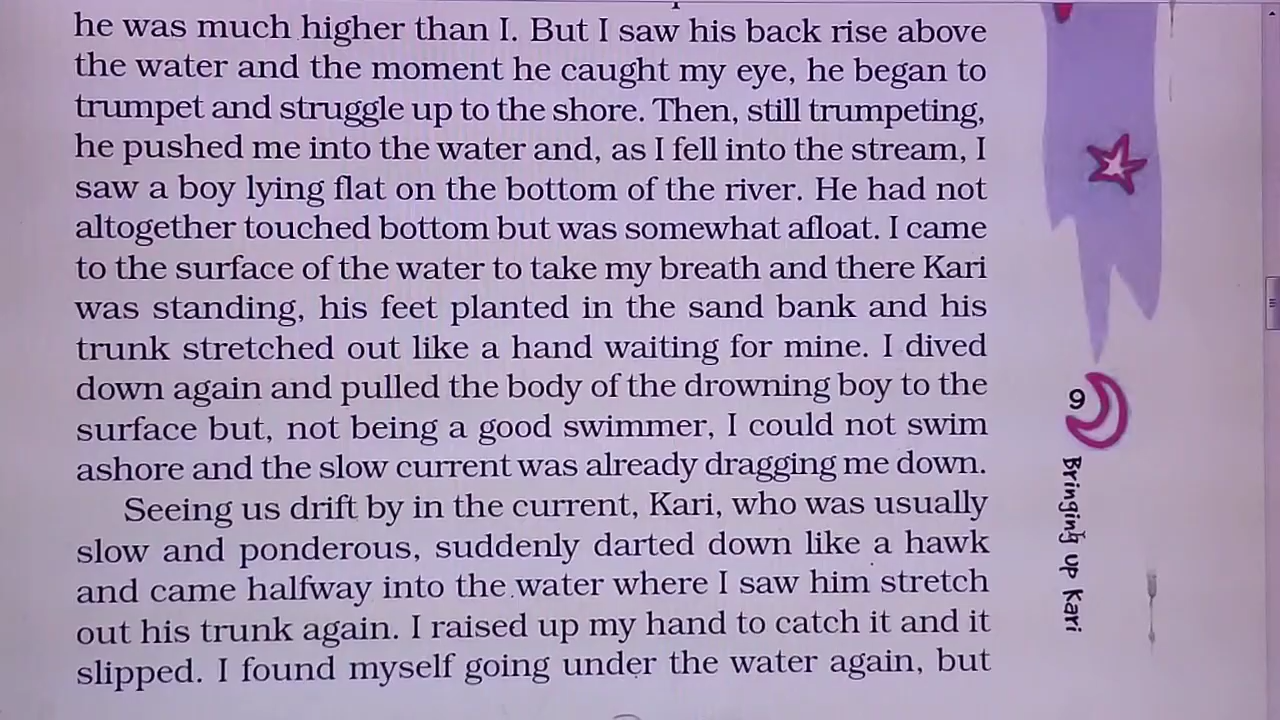 he was much higher than I. But I saw his back rise above
the water and the moment he caught my eye, he began to
trumpet and struggle up to the shore. Then, still trumpeting,
he pushed me into the water and, as I fell into the stream, I
saw a boy lying flat on the bottom of the river. He had not
altogether touched bottom but was somewhat afloat. I came
to the surface of the water to take my breath and there Kari
was standing, his feet planted in the sand bank and his
trunk stretched out like a hand waiting for mine. I dived
down again and pulled the body of the drowning boy to the
surface but, not being a good swimmer, I could not swim
ashore and the slow current was already dragging me down.
Seeing us drift by in the current, Kari, who was usually
slow and ponderous, suddenly darted down like a hawk
and came halfway into the water where I saw him stretch
out his trunk again. I raised up my hand to catch it and it
slipped. I found myself going under the water again, but
9
Bringing up Kari